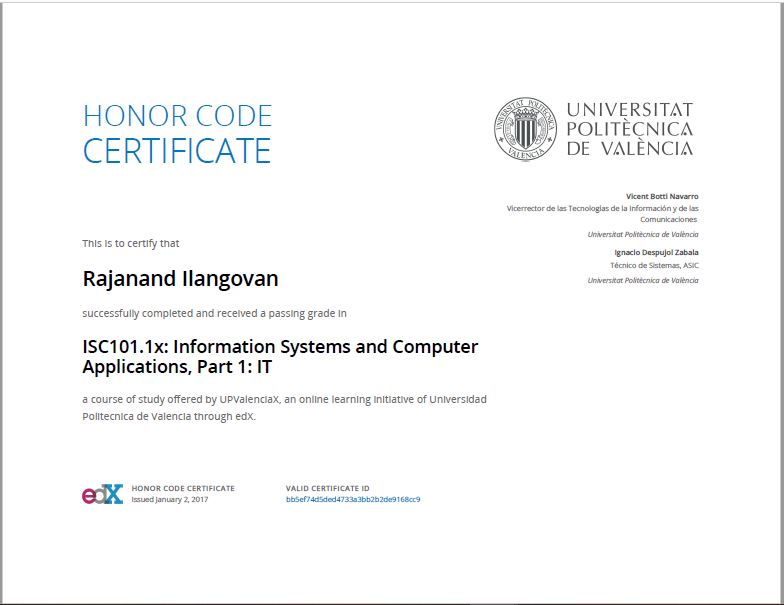 HONOR CODE
CERTIFICATE
UNIVERSITAT POLITÈCNICA
VALENCIA
UNIVERSITAT
POLITÈCNICA
DE VALÈNCIA
Vicent Botti Navarro
Vicerrector de las Tecnologías de la Información y de las
Comunicaciones
Universitat Politècnica de València
Ignacio Despujol Zabala
Técnico de Sistemas, ASIC
Universitat Politècnica de València
This is to certify that
Rajanand Ilangovan
successfully completed and received a passing grade in
ISC101.1x: Information Systems and Computer
Applications, Part 1: IT
a course of study offered by UPValenciaX, an online learning initiative of Universidad
Politecnica de Valencia through edX.
edX
HONOR CODE CERTIFICATE
Issued January 2, 2017
VALID CERTIFICATE ID
bb5ef74d5ded4733a3bb2b2de9168cc9